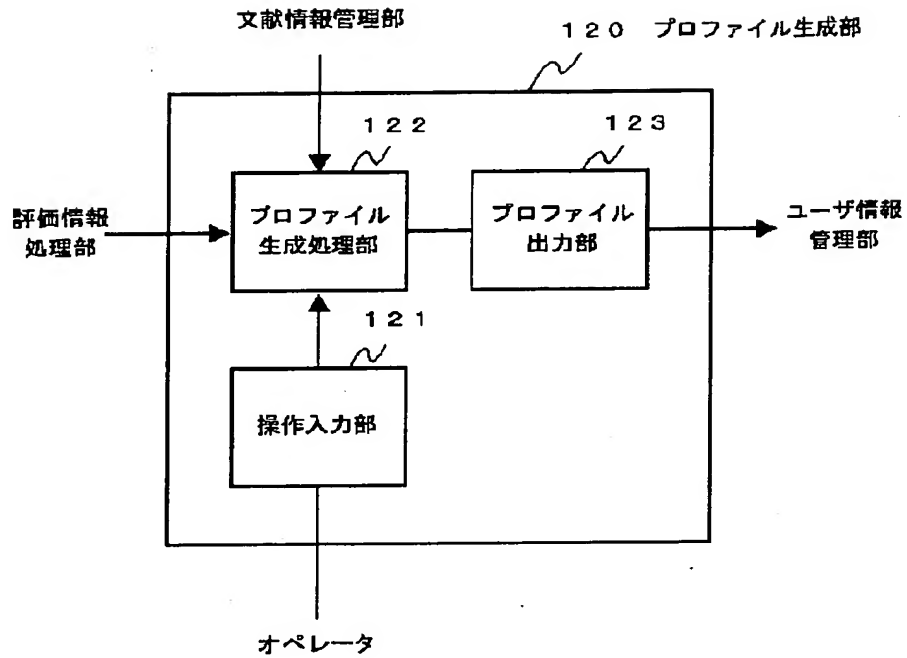 文献情報管理部
120 プロファイル生成部
122
123
評価情報
処理部
プロファイル
生成処理部
プロファイル
出力部
ユーザ情報
管理部
121
操作入力部
オペレータ